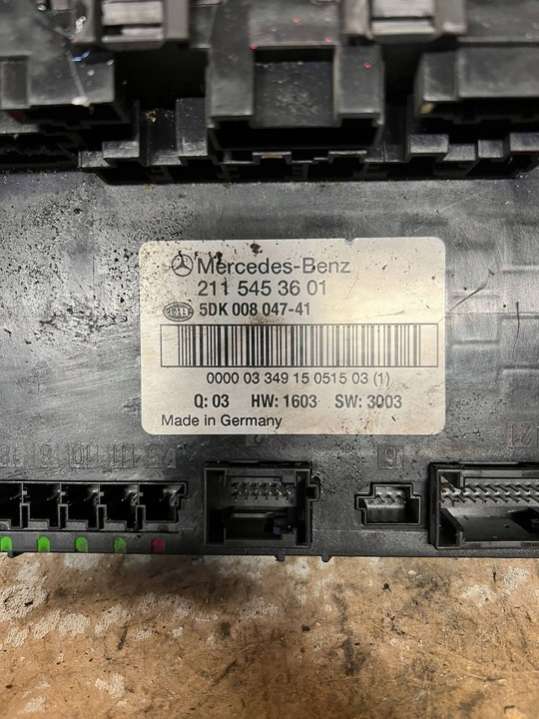 Mercedes-Benz
211 545 36 01
5DK 008 047-41
HELLA
0000 03 349 15 0515 03 (1)
Q: 03 HW: 1603 SW: 3003
Made in Germany